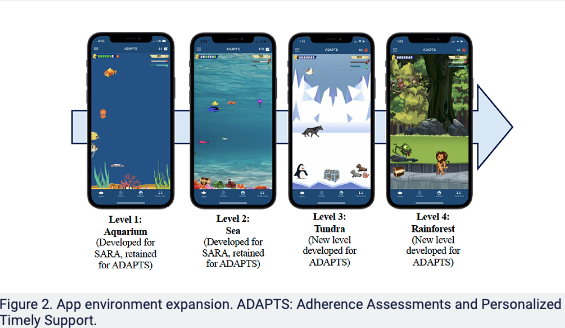 ADAPTS
ADAPTS
ADAPTS
ADAPTS
Level 1:
Aquarium
(Developed for
SARA, retained
for ADAPTS)
Level 2:
Sea
(Developed for
SARA, retained
for ADAPTS)
Level 3:
Tundra
(New level
developed for
ADAPTS)
Level 4:
Rainforest
(New level
developed for
ADAPTS)
Figure 2. App environment expansion. ADAPTS: Adherence Assessments and Personalized
Timely Support.